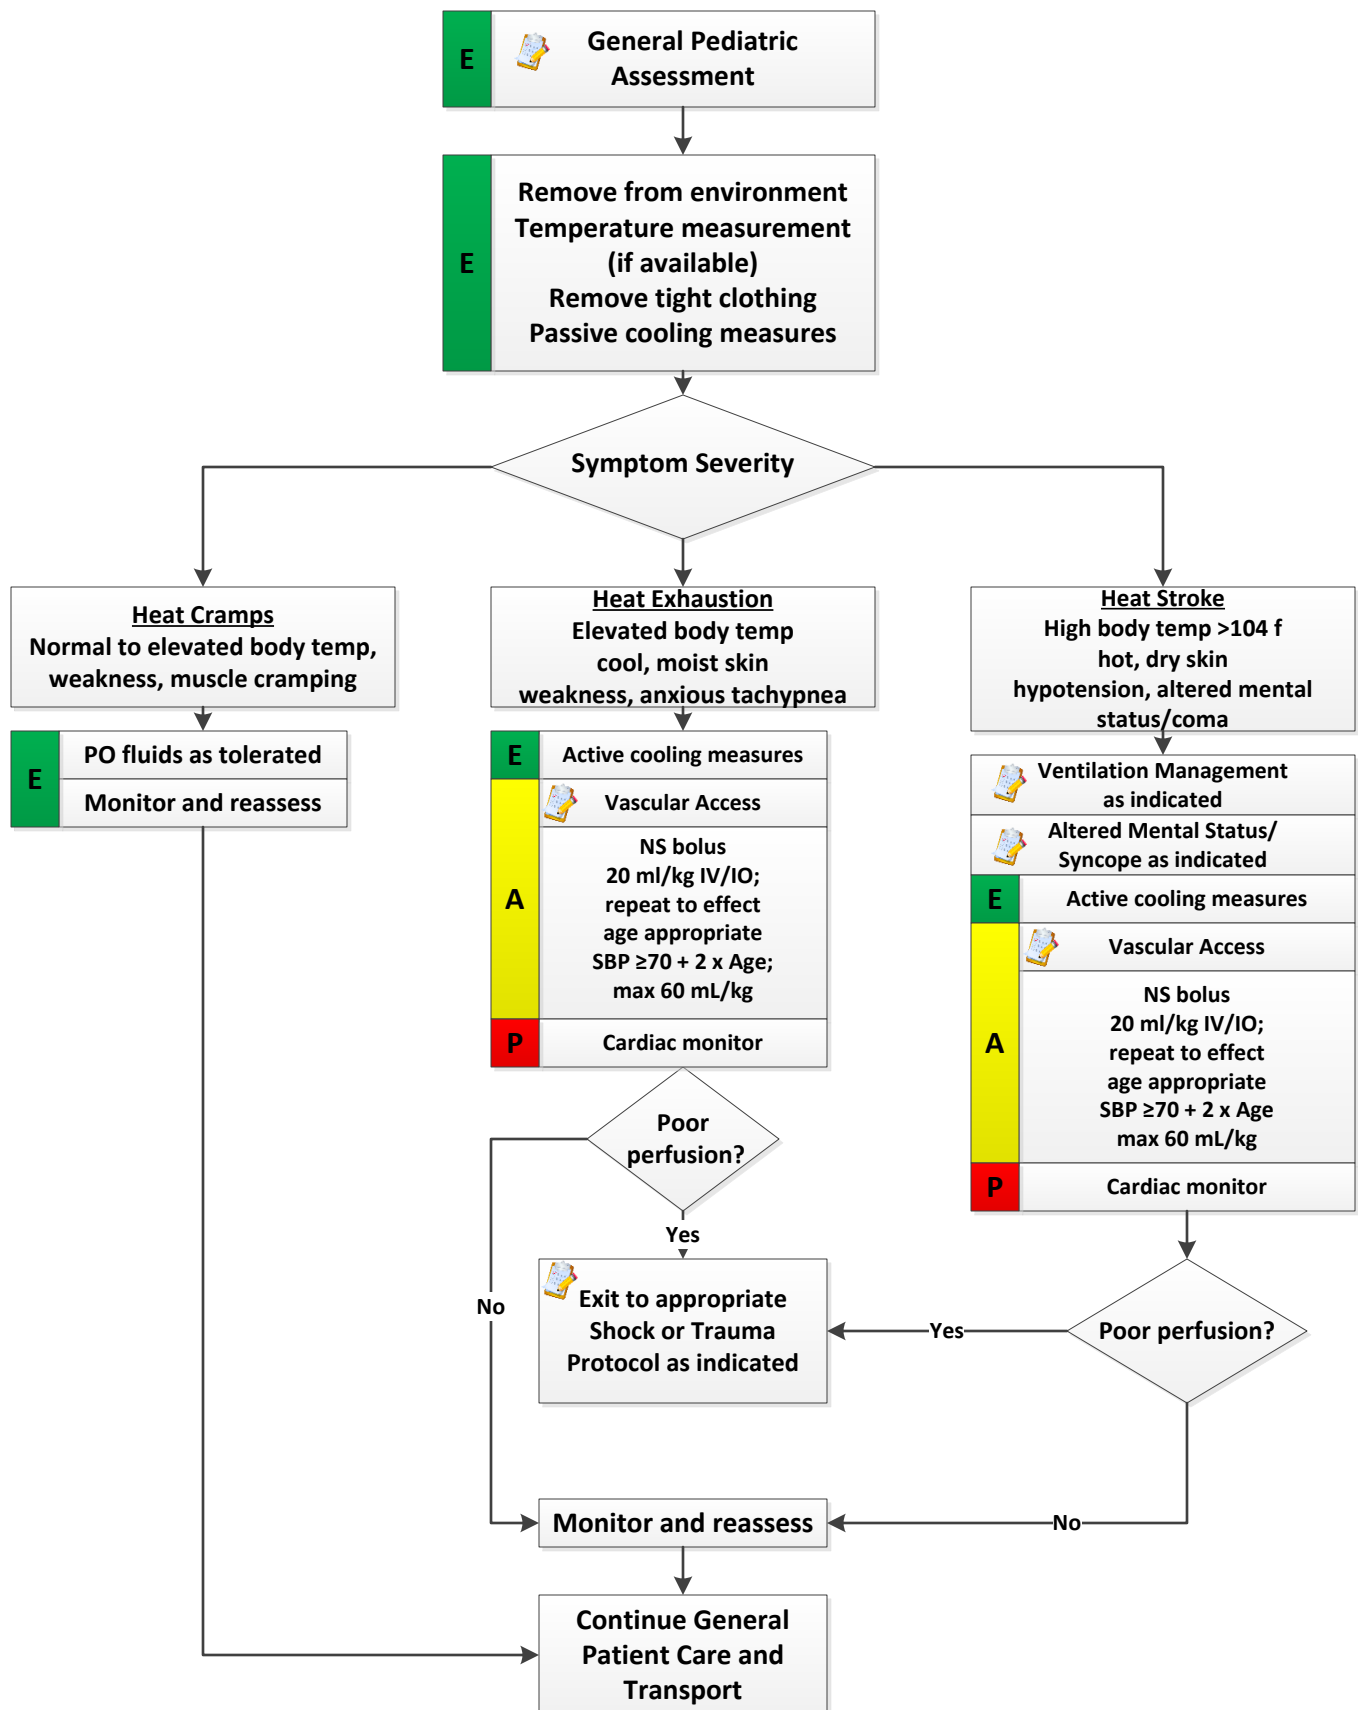 E
General Pediatric
Assessment
E
Remove from environment
Temperature measurement
(if available)
Remove tight clothing
Passive cooling measures
Symptom Severity
Heat Cramps
Normal to elevated body temp,
weakness, muscle cramping
E
PO fluids as tolerated
Monitor and reassess
Heat Exhaustion
Elevated body temp
cool, moist skin
weakness, anxious tachypnea
E
Active cooling measures
A
Vascular Access
NS bolus
20 ml/kg IV/IO;
repeat to effect
age appropriate
SBP ≥70 + 2 x Age;
max 60 mL/kg
P
Cardiac monitor
Poor
perfusion?
Yes
No
Heat Stroke
High body temp >104 f
hot, dry skin
hypotension, altered mental
status/coma
Ventilation Management
as indicated
Altered Mental Status/
Syncope as indicated
E
Active cooling measures
A
Vascular Access
NS bolus
20 ml/kg IV/IO;
repeat to effect
age appropriate
SBP ≥70 + 2 x Age
max 60 mL/kg
P
Cardiac monitor
Poor perfusion?
Yes
No
Exit to appropriate
Shock or Trauma
Protocol as indicated
Monitor and reassess
Continue General
Patient Care and
Transport